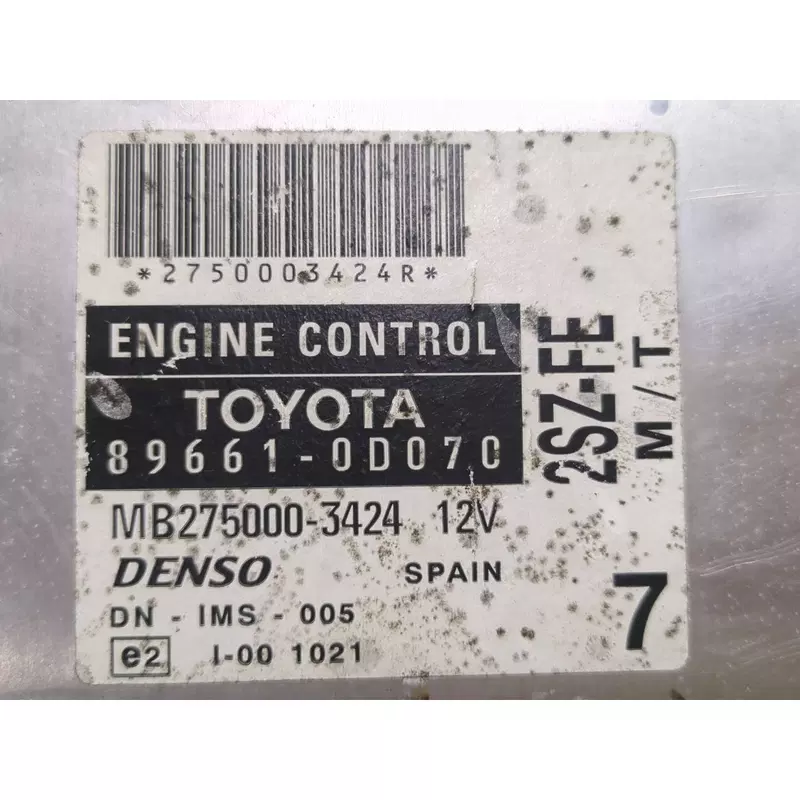 *2750003424R*
ENGINE CONTROL
TOYOTA
89661-0D070
MB275000-3424 12V
DENSO SPAIN
DN - IMS - 005
e2 I-00 1021
2SZ-FE
M/T
7